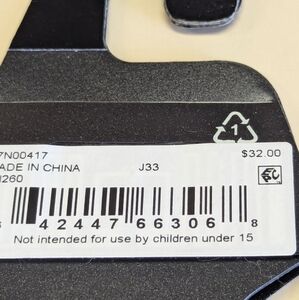 1
7N00417
ADE IN CHINA J33 $32.00
1260
42447 66306 8
Not intended for use by children under 15